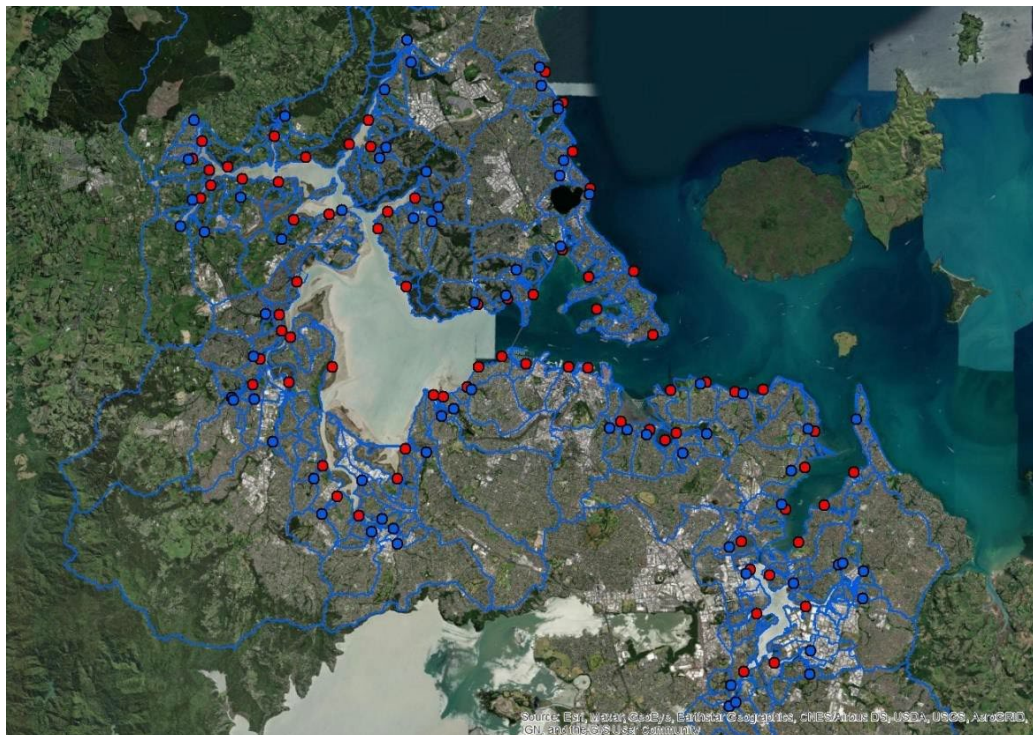 Source: Esri, Maxar, GeoEye, Earthstar Geographics, CNES/Airbus DS, USDA, USGS, AeroGRID,
IGN, and the GIS User Community